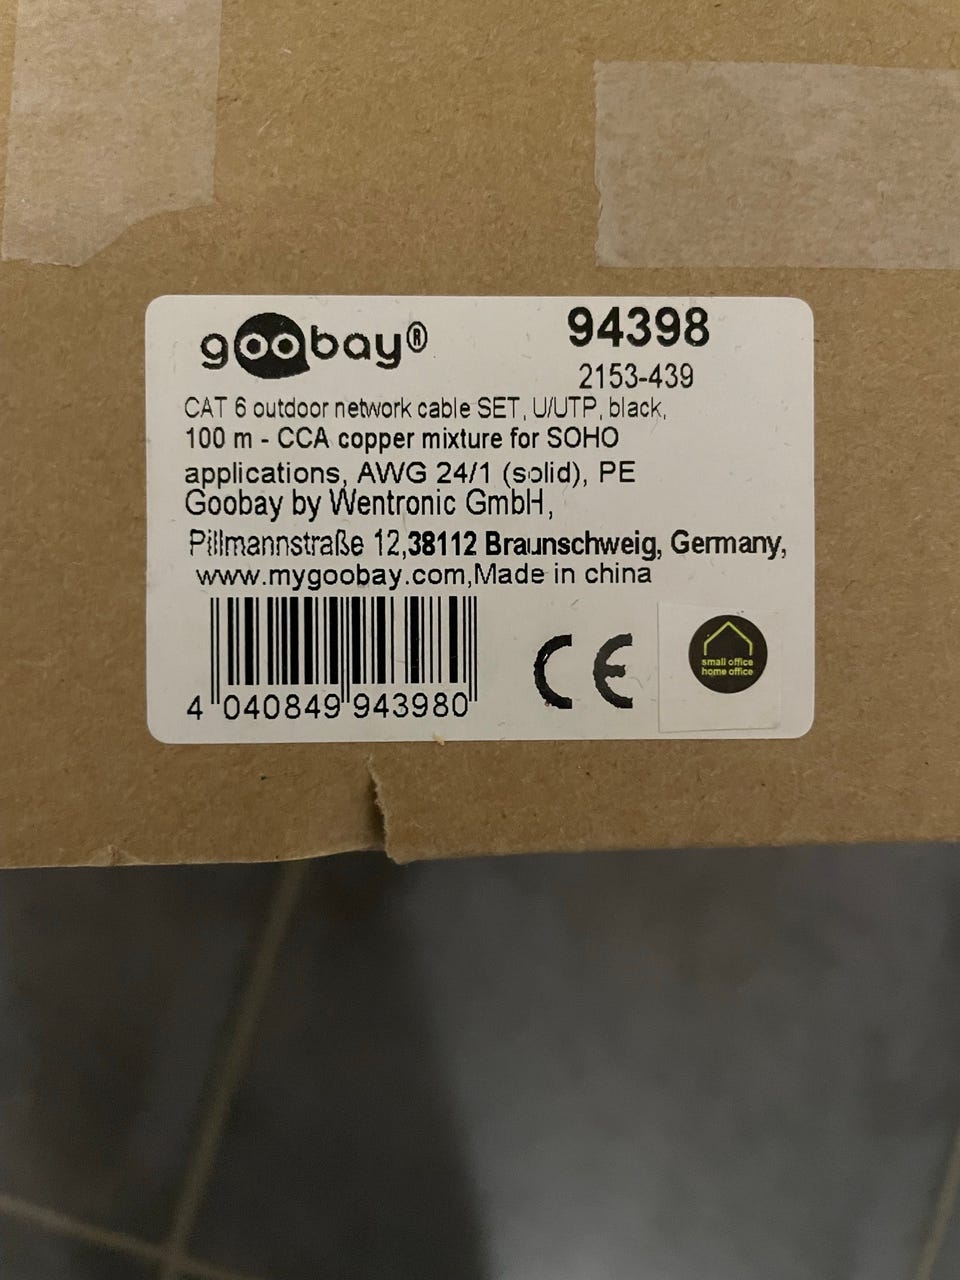 goobay®
94398
2153-439
CAT 6 outdoor network cable SET, U/UTP, black,
100 m - CCA copper mixture for SOHO
applications, AWG 24/1 (solid), PE
Goobay by Wentronic GmbH,
Pillmannstraße 12,38112 Braunschweig, Germany,
www.mygoobay.com,Made in china
4 040849 943980
CE
small office
home office